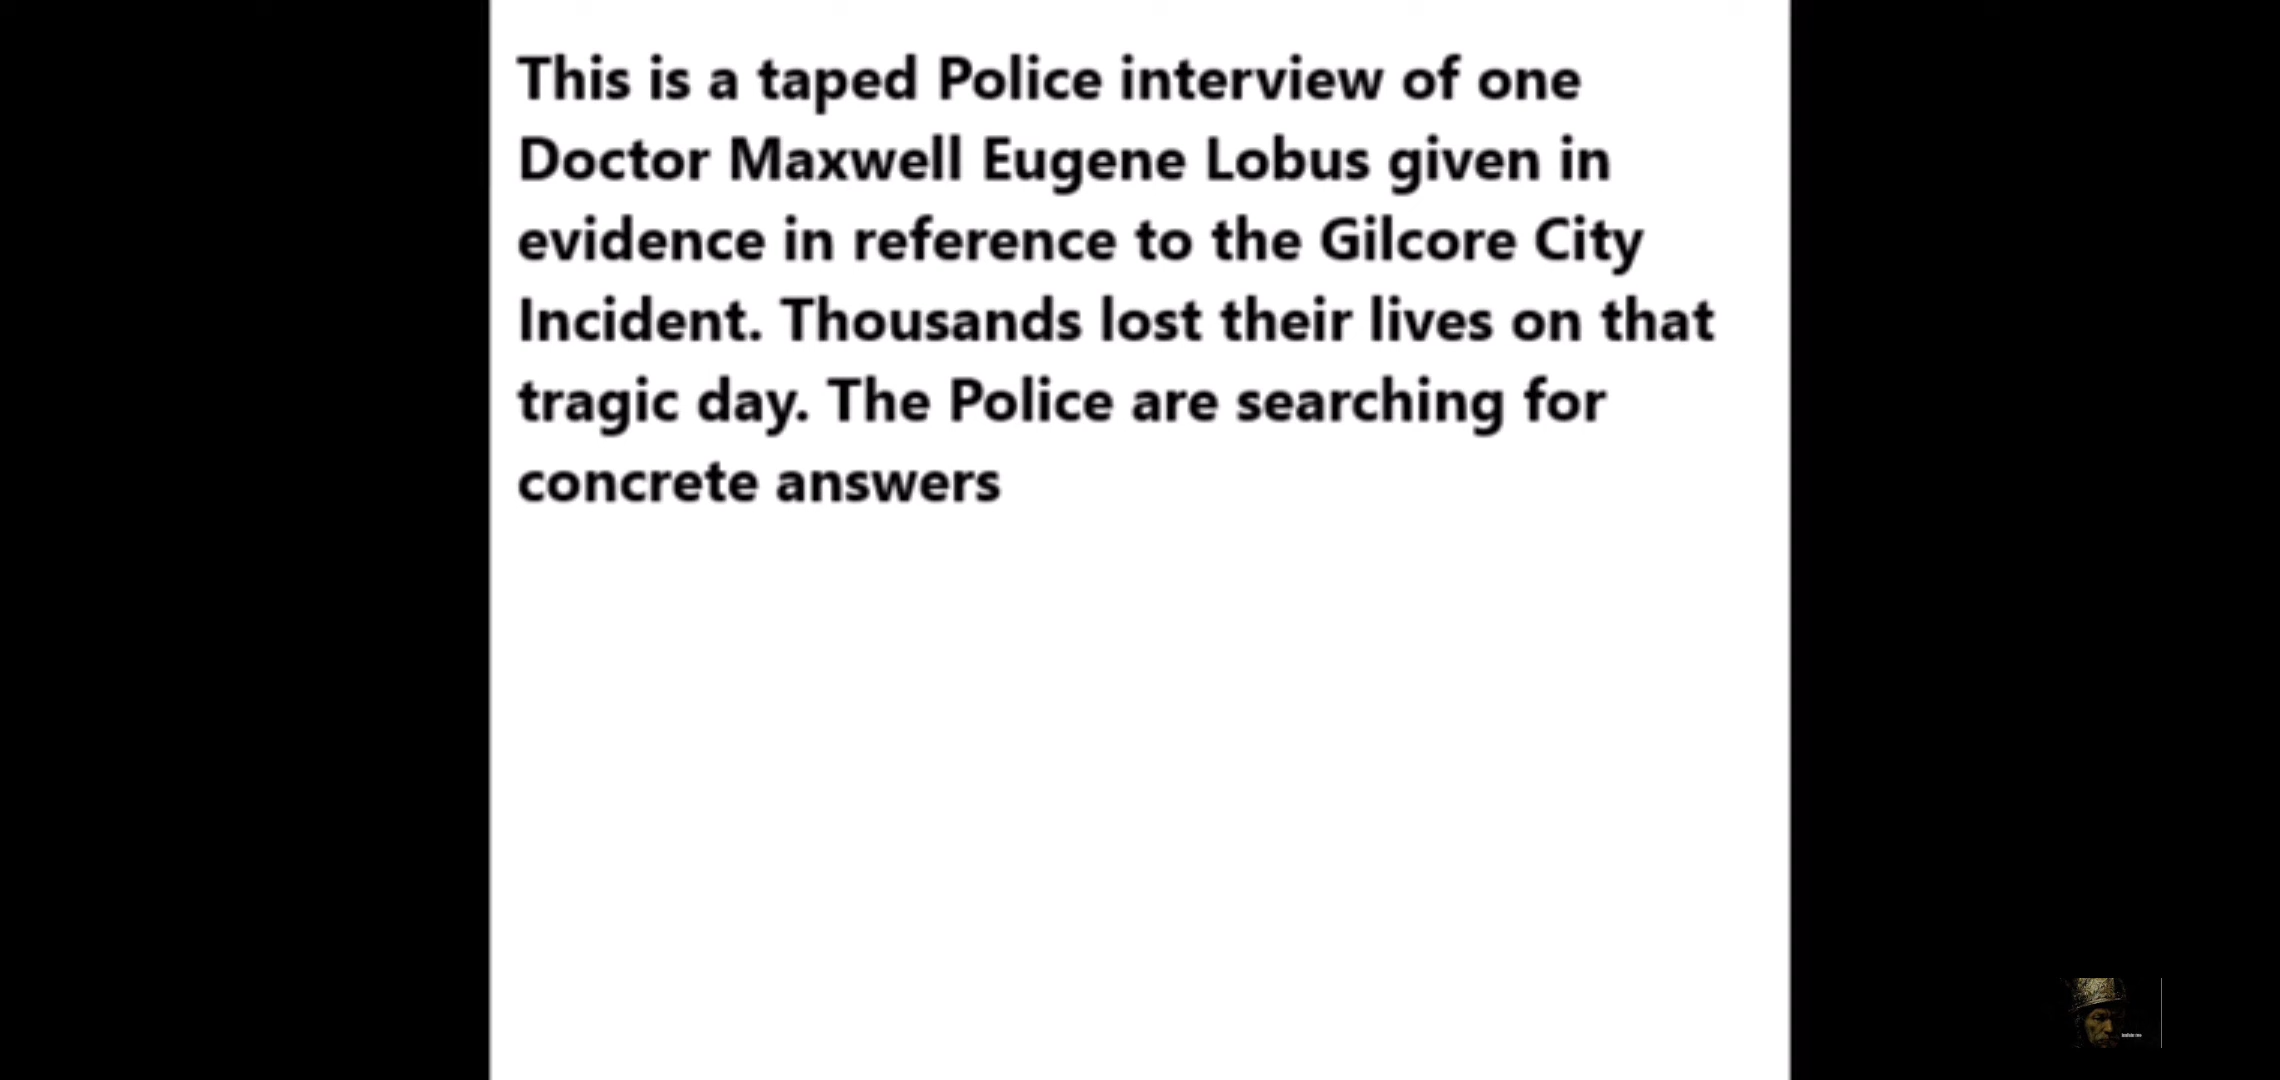 This is a taped Police interview of one
Doctor Maxwell Eugene Lobus given in
evidence in reference to the Gilcore City
Incident. Thousands lost their lives on that
tragic day. The Police are searching for
concrete answers